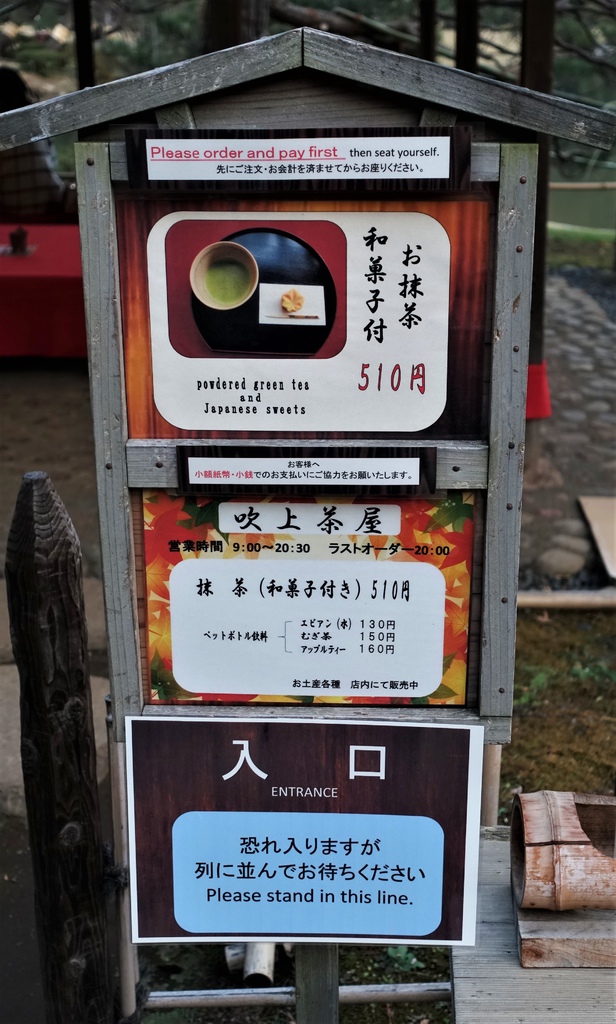 Please order and pay first then seat yourself.
先にご注文・お会計を済ませてからお座りください。
お抹茶
和菓子付
510円
powdered green tea
and
Japanese sweets
お客様へ
小額紙幣・小銭でのお支払いにご協力をお願いたします。
吹上茶屋
営業時間 9:00～20:30 ラストオーダー20:00
抹 茶(和菓子付き)510円
ペットボトル飲料
エビアン(水) 130円
むぎ茶 150円
アップルティー 160円
お土産各種 店内にて販売中
入 口
ENTRANCE
恐れ入りますが
列に並んでお待ちください
Please stand in this line.